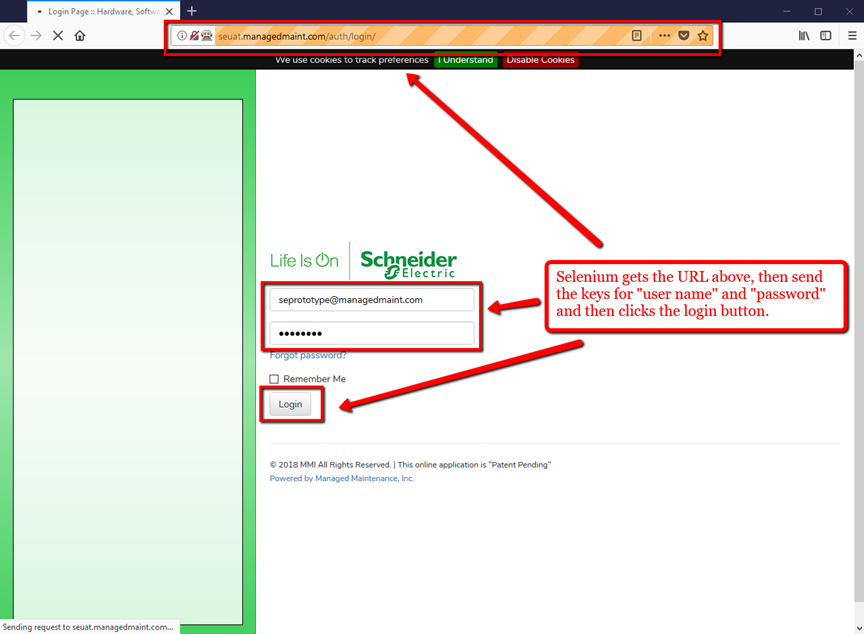 Login Page :: Hardware, Softwa
seuat.managedmaint.com/auth/login/
We use cookies to track preferences I Understand Disable Cookies
Life Is On Schneider
Electric
seprototype@managedmaint.com
••••••••
Forgot password?
Remember Me
Login
Selenium gets the URL above, then send
the keys for "user name" and "password"
and then clicks the login button.
© 2018 MMI All Rights Reserved. | This online application is "Patent Pending"
Powered by Managed Maintenance, Inc.
Sending request to seuat.managedmaint.com...